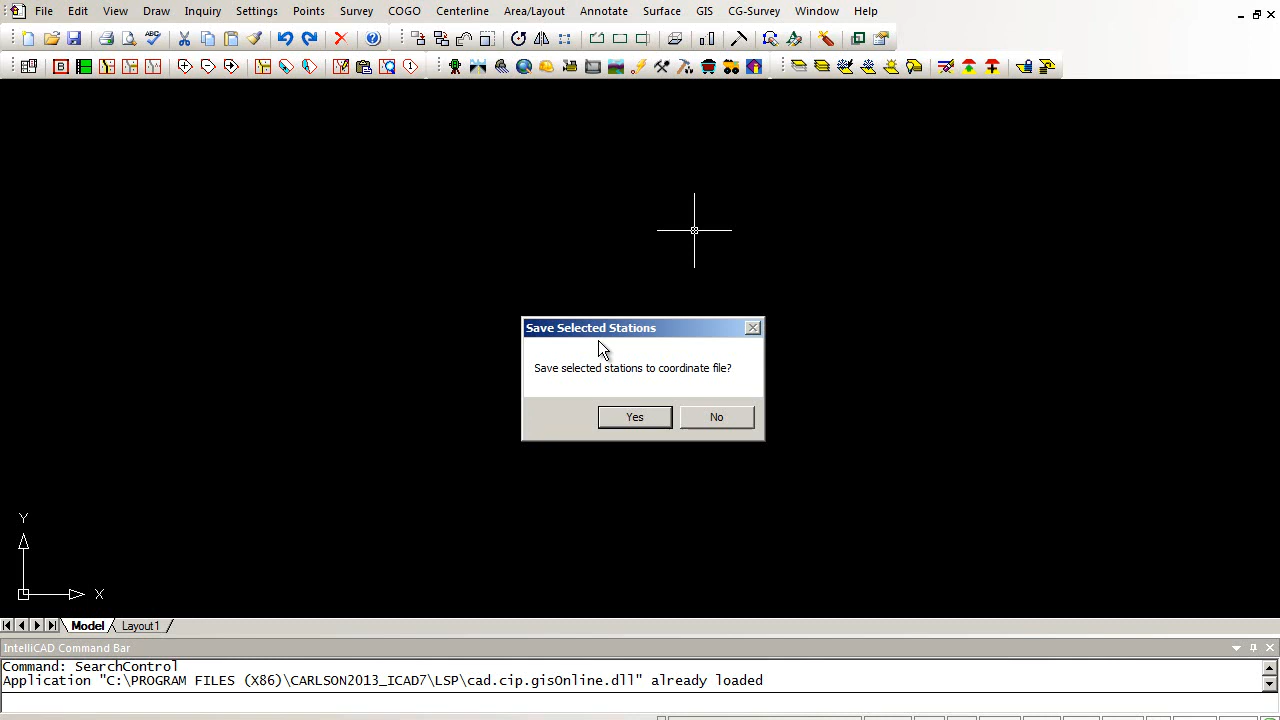 File Edit View Draw Inquiry Settings Points Survey COGO Centerline Area/Layout Annotate Surface GIS CG-Survey Window Help
ABC
B 1
Save Selected Stations
Save selected stations to coordinate file?
Yes No
Y
X
Model Layout1
IntelliCAD Command Bar
Command: SearchControl
Application "C:\PROGRAM FILES (X86)\CARLSON2013_ICAD7\LSP\cad.cip.gisOnline.dll" already loaded